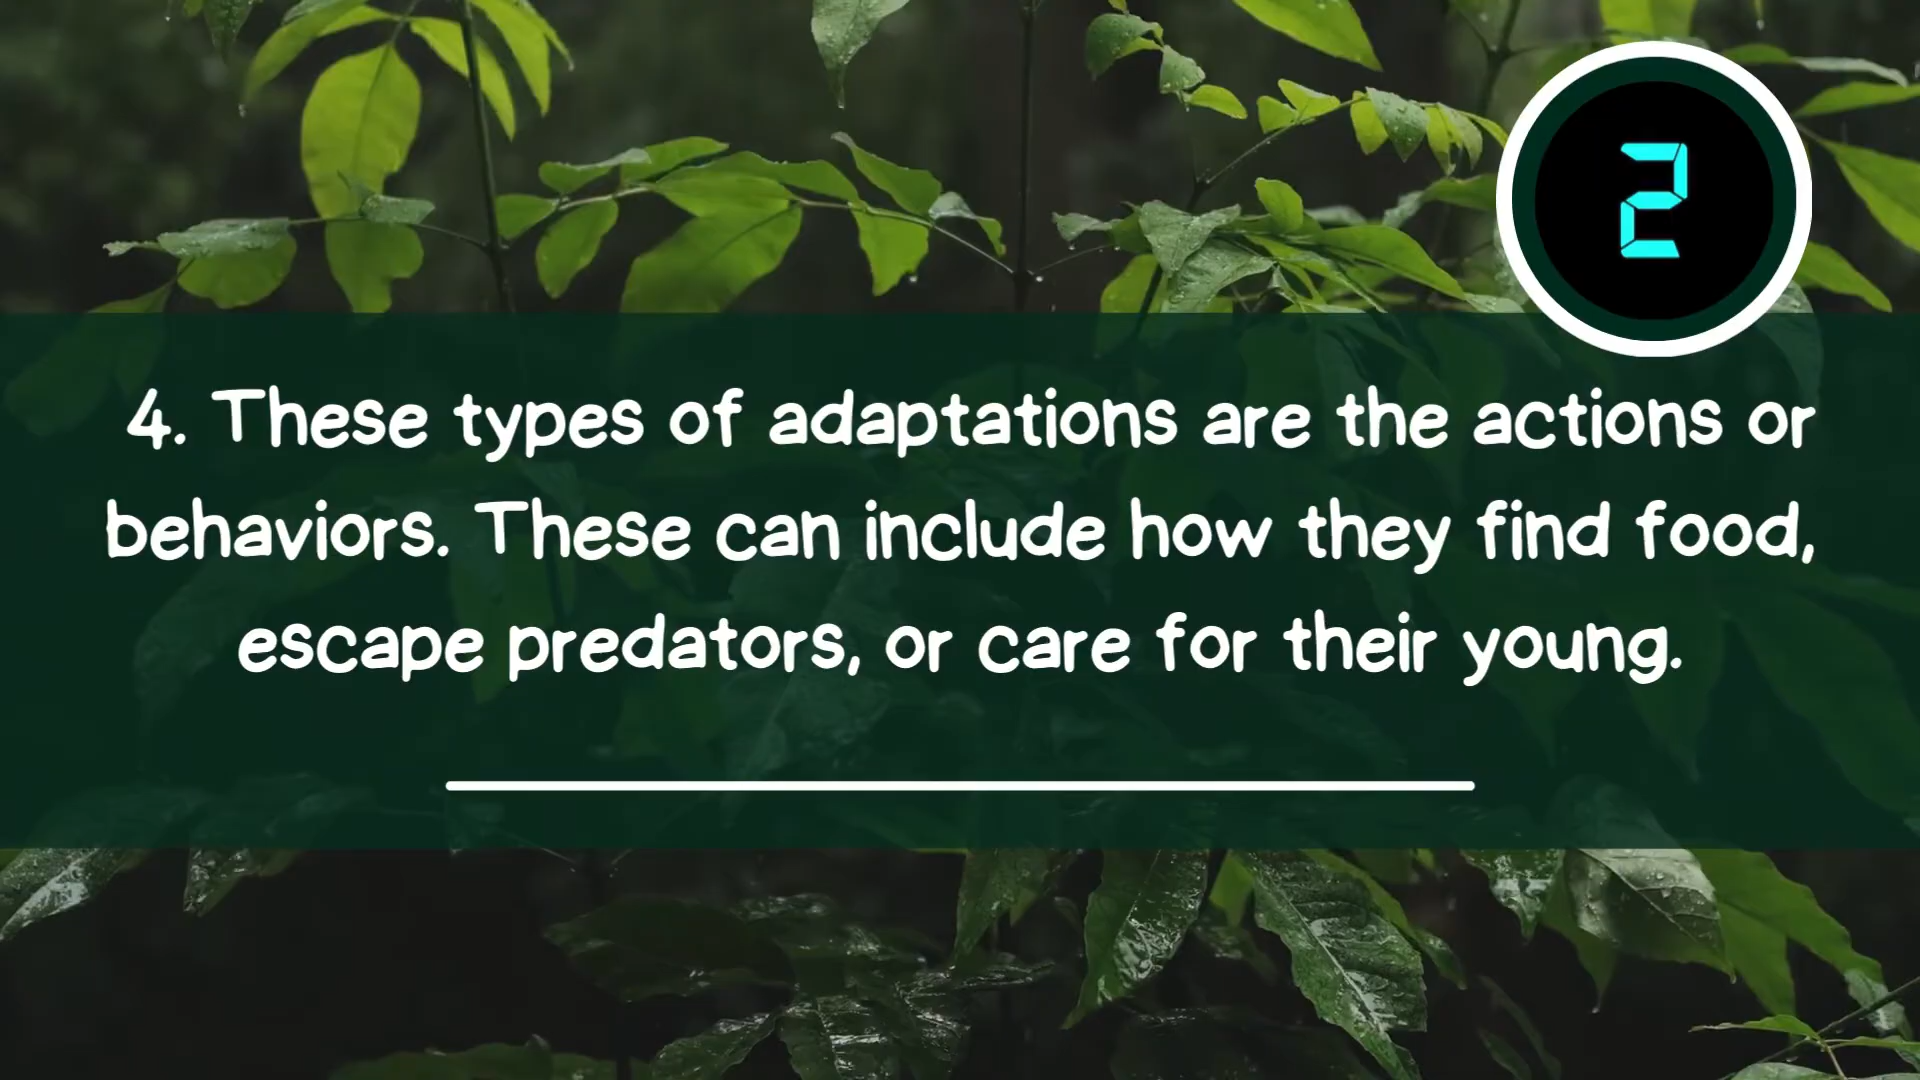 2
4. These types of adaptations are the actions or
behaviors. These can include how they find food,
escape predators, or care for their young.